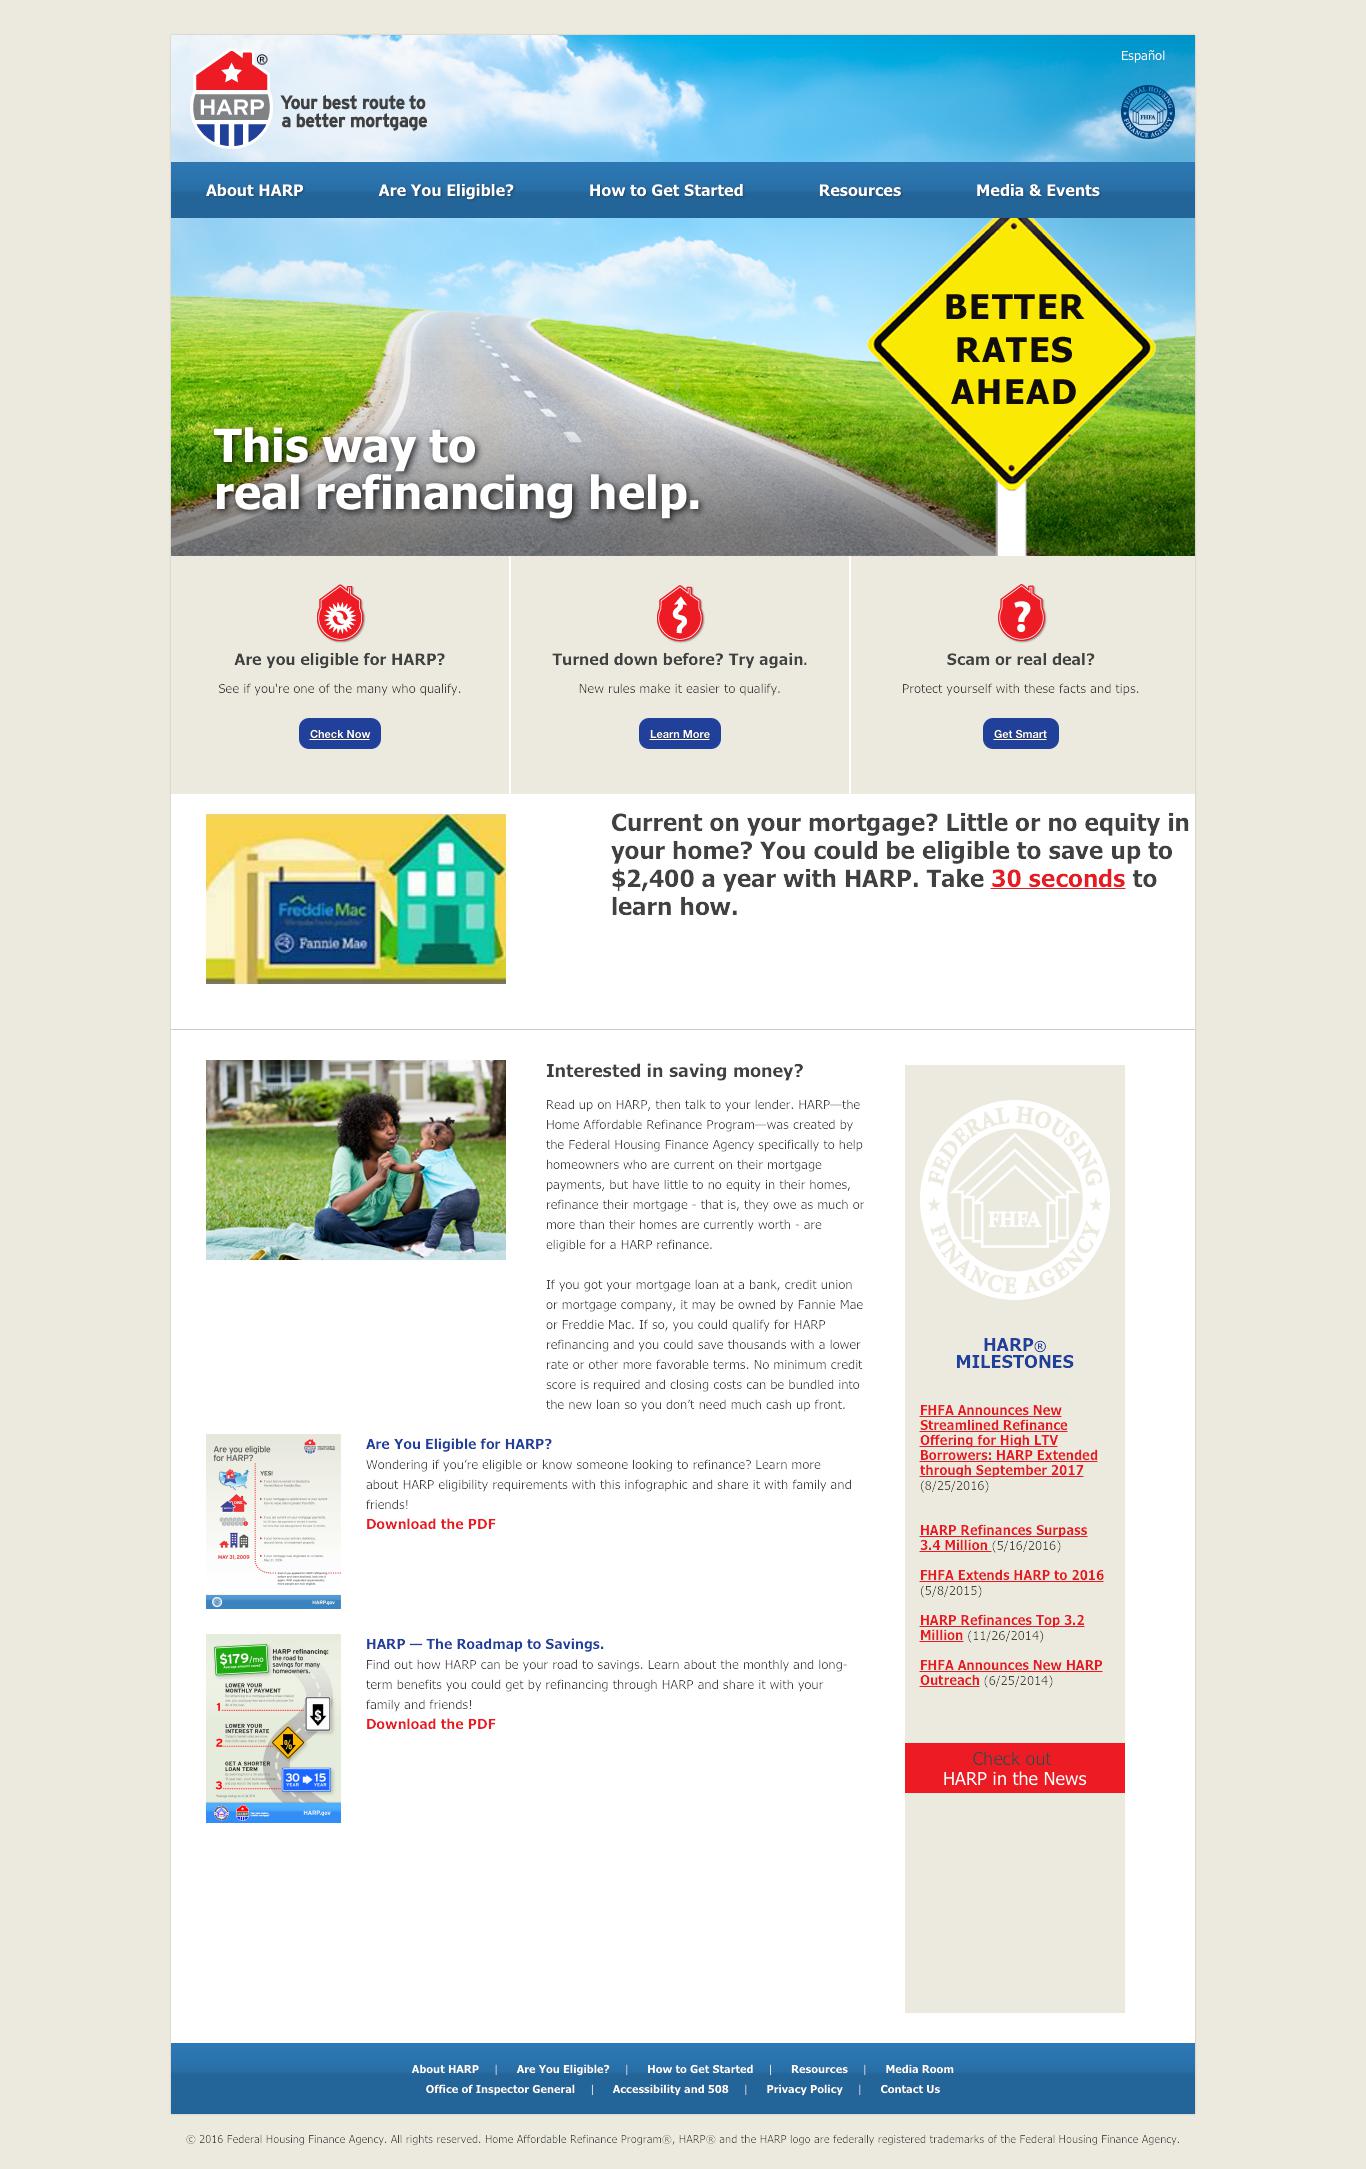 Español
HARP ®
Your best route to
a better mortgage
FEDERAL HOUSING FINANCE AGENCY
FHFA
About HARP
Are You Eligible?
How to Get Started
Resources
Media & Events
BETTER
RATES
AHEAD
This way to
real refinancing help.
Are you eligible for HARP?
See if you're one of the many who qualify.
Check Now
Turned down before? Try again.
New rules make it easier to qualify.
Learn More
Scam or real deal?
Protect yourself with these facts and tips.
Get Smart
Freddie Mac
Fannie Mae
Current on your mortgage? Little or no equity in
your home? You could be eligible to save up to
$2,400 a year with HARP. Take 30 seconds to
learn how.
Interested in saving money?
Read up on HARP, then talk to your lender. HARP—the
Home Affordable Refinance Program—was created by
the Federal Housing Finance Agency specifically to help
homeowners who are current on their mortgage
payments, but have little to no equity in their homes,
refinance their mortgage - that is, they owe as much or
more than their homes are currently worth - are
eligible for a HARP refinance.
If you got your mortgage loan at a bank, credit union
or mortgage company, it may be owned by Fannie Mae
or Freddie Mac. If so, you could qualify for HARP
refinancing and you could save thousands with a lower
rate or other more favorable terms. No minimum credit
score is required and closing costs can be bundled into
the new loan so you don’t need much cash up front.
Are you eligible
for HARP?
YES!
MAY 31, 2009
HARP.gov
Are You Eligible for HARP?
Wondering if you’re eligible or know someone looking to refinance? Learn more
about HARP eligibility requirements with this infographic and share it with family and
friends!
Download the PDF
$179/mo
HARP refinancing:
the road to
savings for many
homeowners.
LOWER YOUR
MONTHLY PAYMENT
1
$
LOWER YOUR
INTEREST RATE
2
%
GET A SHORTER
LOAN TERM
3
30 YEAR 15 YEAR
HARP.gov
HARP — The Roadmap to Savings.
Find out how HARP can be your road to savings. Learn about the monthly and long-
term benefits you could get by refinancing through HARP and share it with your
family and friends!
Download the PDF
FEDERAL HOUSING FINANCE AGENCY
FHFA
HARP®
MILESTONES
FHFA Announces New
Streamlined Refinance
Offering for High LTV
Borrowers: HARP Extended
through September 2017
(8/25/2016)
HARP Refinances Surpass
3.4 Million (5/16/2016)
FHFA Extends HARP to 2016
(5/8/2015)
HARP Refinances Top 3.2
Million (11/26/2014)
FHFA Announces New HARP
Outreach (6/25/2014)
Check out
HARP in the News
About HARP | Are You Eligible? | How to Get Started | Resources | Media Room
Office of Inspector General | Accessibility and 508 | Privacy Policy | Contact Us
© 2016 Federal Housing Finance Agency. All rights reserved. Home Affordable Refinance Program®, HARP® and the HARP logo are federally registered trademarks of the Federal Housing Finance Agency.